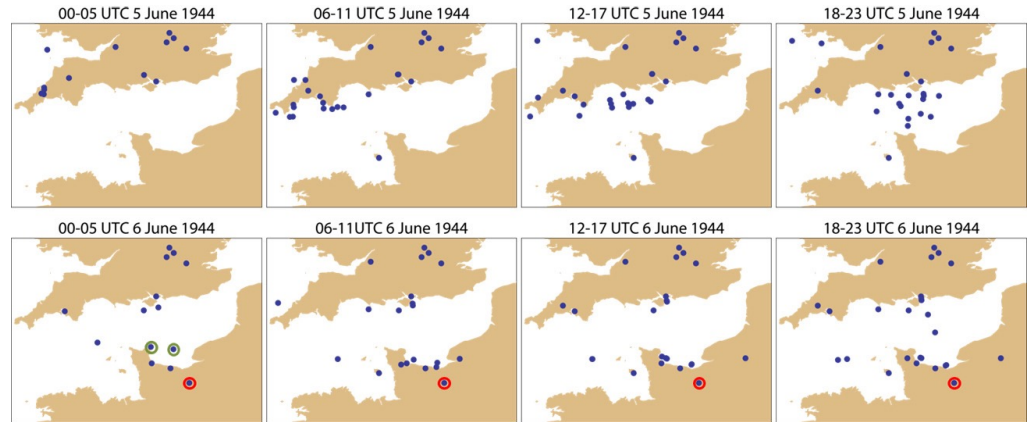 00-05 UTC 5 June 1944
06-11 UTC 5 June 1944
12-17 UTC 5 June 1944
18-23 UTC 5 June 1944
00-05 UTC 6 June 1944
06-11UTC 6 June 1944
12-17 UTC 6 June 1944
18-23 UTC 6 June 1944